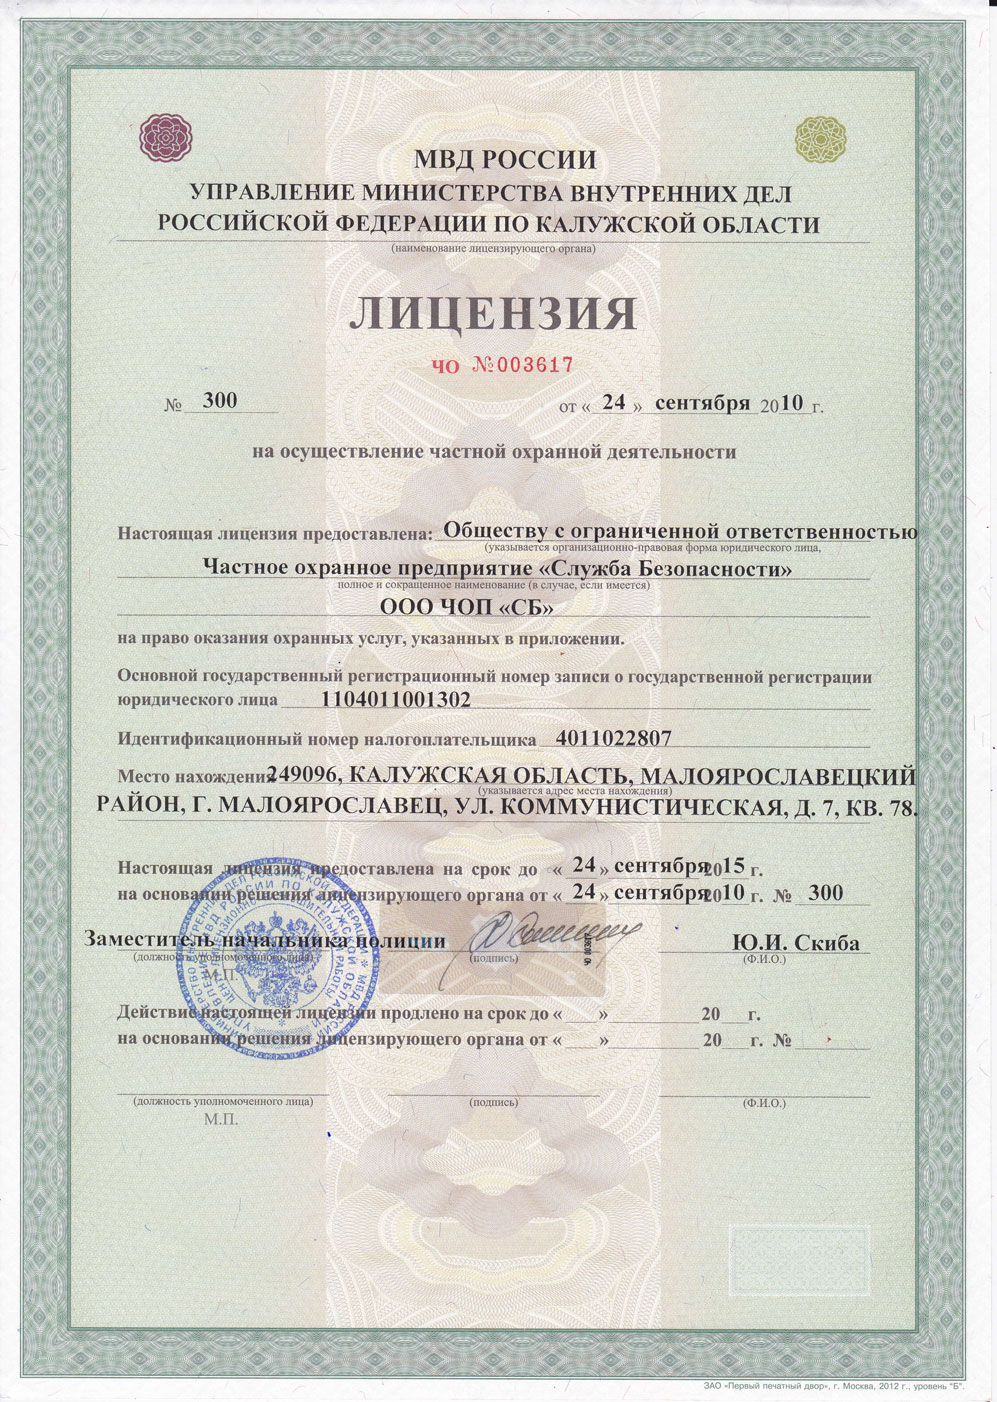 МВД РОССИИ
УПРАВЛЕНИЕ МИНИСТЕРСТВА ВНУТРЕННИХ ДЕЛ
РОССИЙСКОЙ ФЕДЕРАЦИИ ПО КАЛУЖСКОЙ ОБЛАСТИ
(наименование лицензирующего органа)
ЛИЦЕНЗИЯ
ЧО №003617
№ 300 от « 24 » сентября 2010 г.
на осуществление частной охранной деятельности
Настоящая лицензия предоставлена: Обществу с ограниченной ответственностью
(указывается организационно-правовая форма юридического лица,
Частное охранное предприятие «Служба Безопасности»
полное и сокращенное наименование (в случае, если имеется)
ООО ЧОП «СБ»
на право оказания охранных услуг, указанных в приложении.
Основной государственный регистрационный номер записи о государственной регистрации
юридического лица 1104011001302
Идентификационный номер налогоплательщика 4011022807
Место нахождения 249096, КАЛУЖСКАЯ ОБЛАСТЬ, МАЛОЯРОСЛАВЕЦКИЙ
(указывается адрес места нахождения)
РАЙОН, Г. МАЛОЯРОСЛАВЕЦ, УЛ. КОММУНИСТИЧЕСКАЯ, Д. 7, КВ. 78.
Настоящая лицензия предоставлена на срок до « 24 » сентября 2015 г.
на основании решения лицензирующего органа от « 24 » сентября 2010 г. № 300
Заместитель начальника полиции Ю.И. Скиба
(должность уполномоченного лица) (подпись) (Ф.И.О.)
М.П.
Действие настоящей лицензии продлено на срок до « ___ » ________ 20 __ г.
на основании решения лицензирующего органа от « ___ » ________ 20 __ г. № ________
(должность уполномоченного лица) (подпись) (Ф.И.О.)
М.П.
ЗАО «Первый печатный двор», г. Москва, 2012 г., уровень "Б".